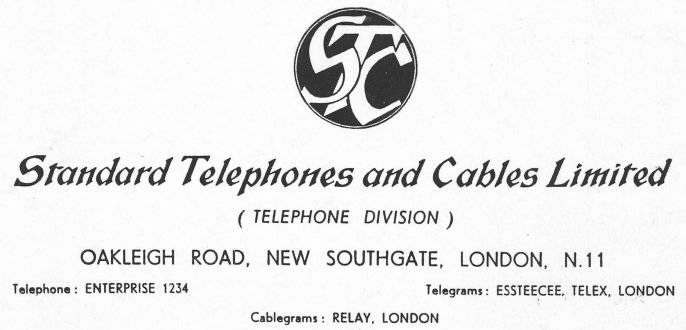 STC
Standard Telephones and Cables Limited
( TELEPHONE DIVISION )
OAKLEIGH ROAD, NEW SOUTHGATE, LONDON, N.11
Telephone : ENTERPRISE 1234
Telegrams : ESSTEECEE, TELEX, LONDON
Cablegrams : RELAY, LONDON